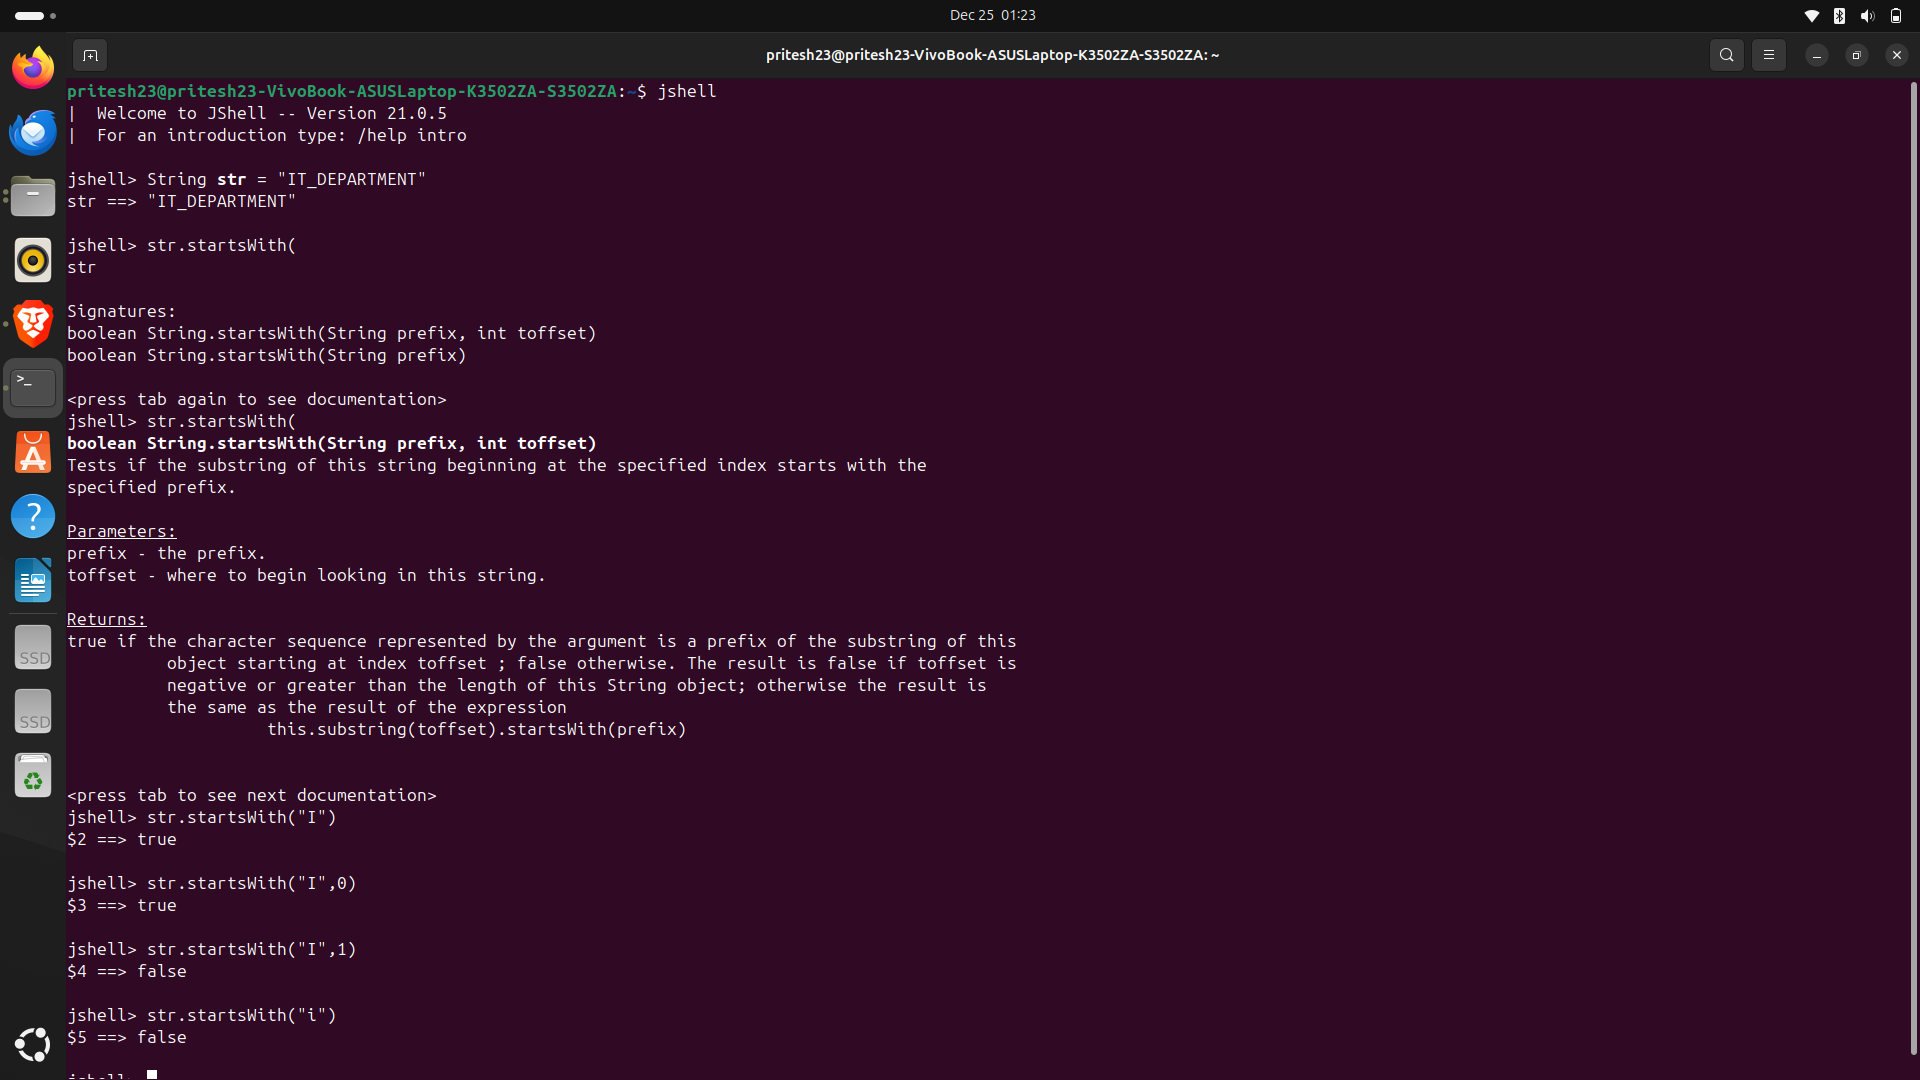 Dec 25 01:23
pritesh23@pritesh23-VivoBook-ASUSLaptop-K3502ZA-S3502ZA: ~
pritesh23@pritesh23-VivoBook-ASUSLaptop-K3502ZA-S3502ZA:~$ jshell
|  Welcome to JShell -- Version 21.0.5
|  For an introduction type: /help intro
jshell> String str = "IT_DEPARTMENT"
str ==> "IT_DEPARTMENT"
jshell> str.startsWith(
str
Signatures:
boolean String.startsWith(String prefix, int toffset)
boolean String.startsWith(String prefix)
<press tab again to see documentation>
jshell> str.startsWith(
boolean String.startsWith(String prefix, int toffset)
Tests if the substring of this string beginning at the specified index starts with the
specified prefix.
Parameters:
prefix - the prefix.
toffset - where to begin looking in this string.
Returns:
true if the character sequence represented by the argument is a prefix of the substring of this
object starting at index toffset ; false otherwise. The result is false if toffset is
negative or greater than the length of this String object; otherwise the result is
the same as the result of the expression
this.substring(toffset).startsWith(prefix)
<press tab to see next documentation>
jshell> str.startsWith("I")
$2 ==> true
jshell> str.startsWith("I",0)
$3 ==> true
jshell> str.startsWith("I",1)
$4 ==> false
jshell> str.startsWith("i")
$5 ==> false
jshell>
SSD
SSD